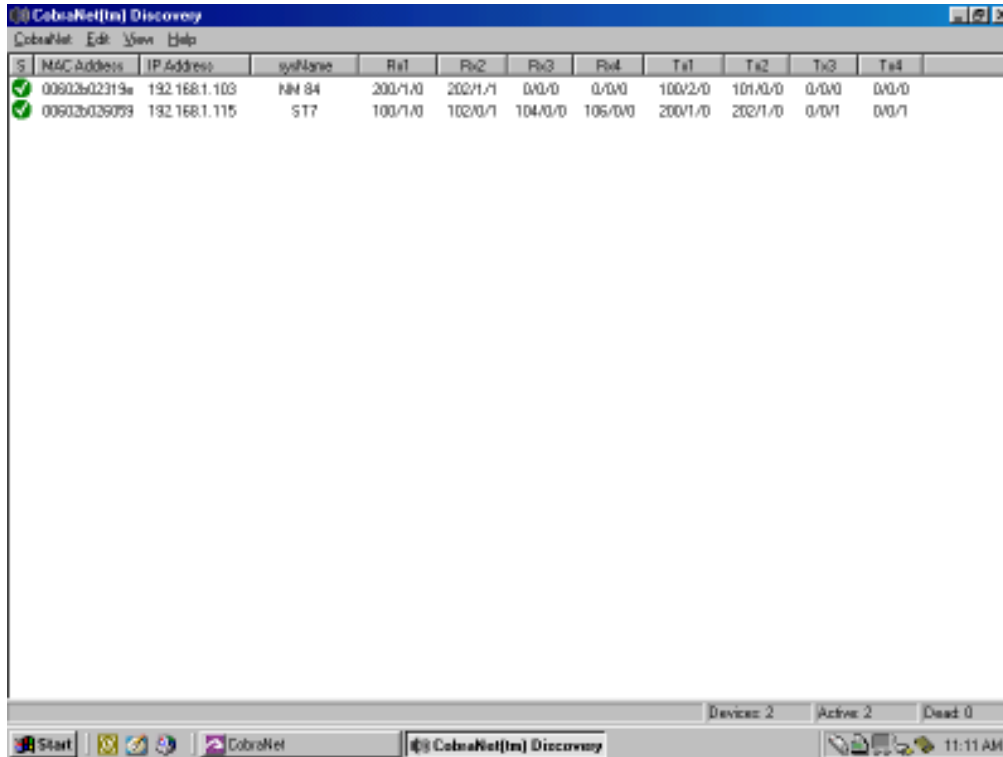 CobraNet(tm) Discovery
CobraNet Edit View Help
S MAC Address IP Address sysName Rx1 Rx2 Rx3 Rx4 Tx1 Tx2 Tx3 Tx4
00602b02319e 192.168.1.103 NM 84 200/1/0 202/1/1 0/0/0 0/0/0 100/2/0 101/0/0 0/0/0 0/0/0
192.168.1.115 ST7 100/1/0 102/0/1 104/0/0 106/0/0 200/1/0 202/1/0 0/0/1 0/0/1
Devices: 2 Active: 2 Dead: 0
Start CobraNet CobraNet(tm) Discovery 11:11 AM